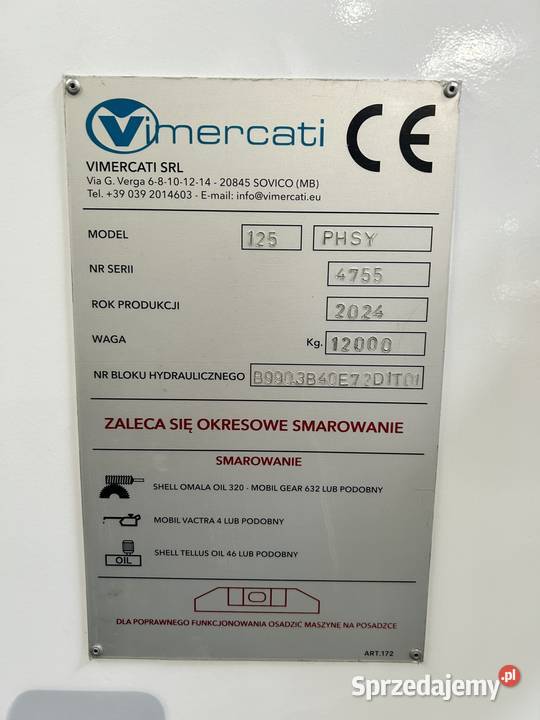 Vimercati CE
VIMERCATI SRL
Via G. Verga 6-8-10-12-14 - 20845 SOVICO (MB)
Tel. +39 039 2014603 - E-mail: info@vimercati.eu
MODEL 125 PHSY
NR SERII 4755
ROK PRODUKCJI 2024
WAGA Kg. 12000
NR BLOKU HYDRAULICZNEGO
ZALECA SIĘ OKRESOWE SMAROWANIE
SMAROWANIE
SHELL OMALA OIL 320 - MOBIL GEAR 632 LUB PODOBNY
MOBIL VACTRA 4 LUB PODOBNY
OIL SHELL TELLUS OIL 46 LUB PODOBNY
DLA POPRAWNEGO FUNKCJONOWANIA OSADZIC MASZYNE NA POSADZCE
ART.172
Sprzedajemy.pl